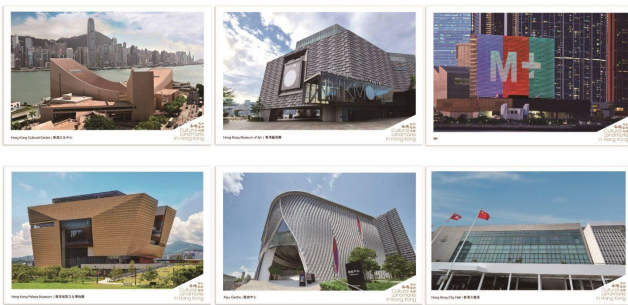 Hong Kong Cultural Centre | 香港文化中心
Cultural
Landmarks
in Hong Kong
Hong Kong Museum of Art | 香港藝術館
Cultural
Landmarks
in Hong Kong
M+
M+
Cultural
Landmarks
in Hong Kong
Hong Kong Palace Museum | 香港故宮文化博物館
Cultural
Landmarks
in Hong Kong
Xiqu Centre | 戲曲中心
Cultural
Landmarks
in Hong Kong
Hong Kong City Hall | 香港大會堂
Cultural
Landmarks
in Hong Kong